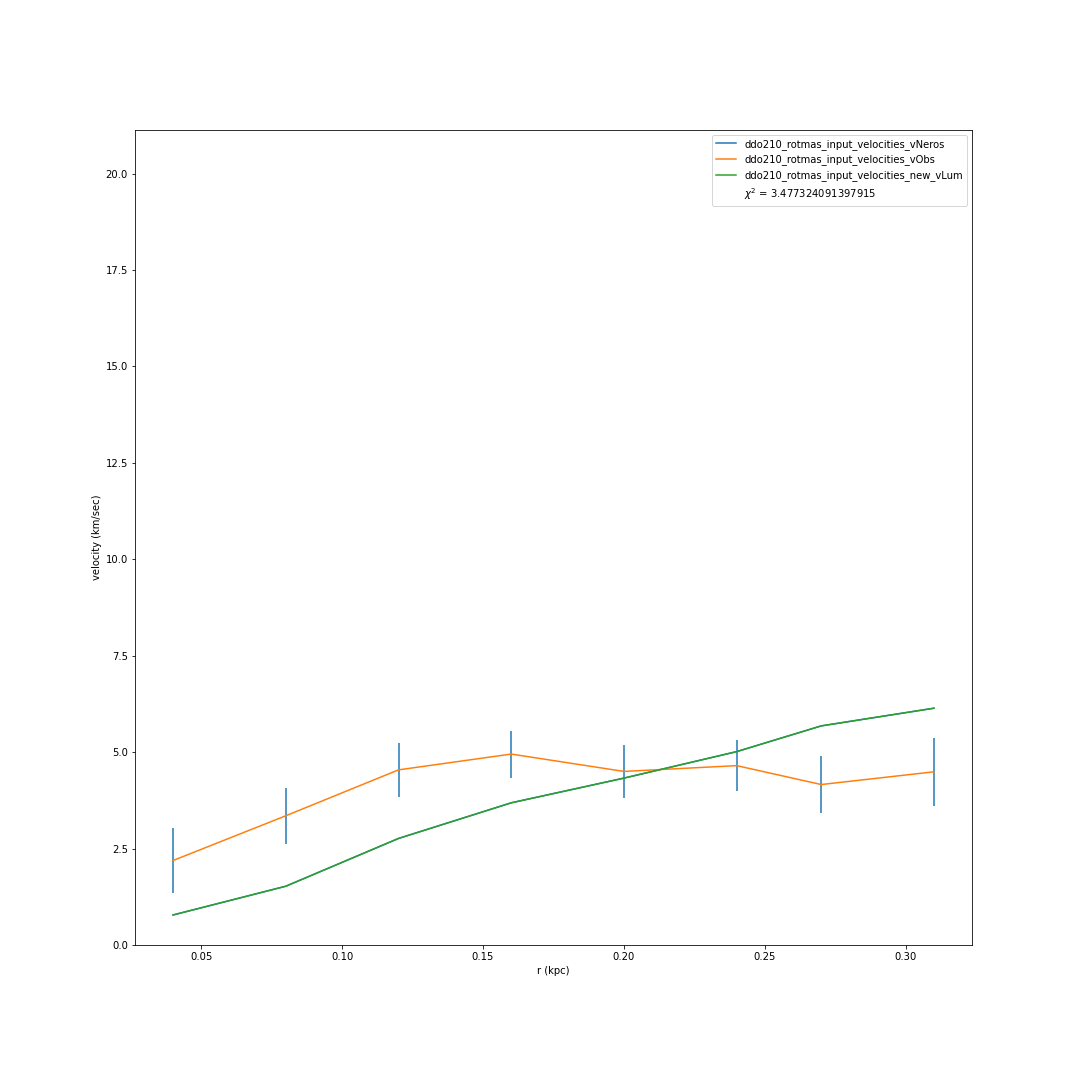 ddo210_rotmas_input_velocities_vNeros
ddo210_rotmas_input_velocities_vObs
ddo210_rotmas_input_velocities_new_vLum
χ² = 3.477324091397915
20.0
17.5
15.0
12.5
10.0
7.5
5.0
2.5
0.0
velocity (km/sec)
0.05 0.10 0.15 0.20 0.25 0.30
r (kpc)